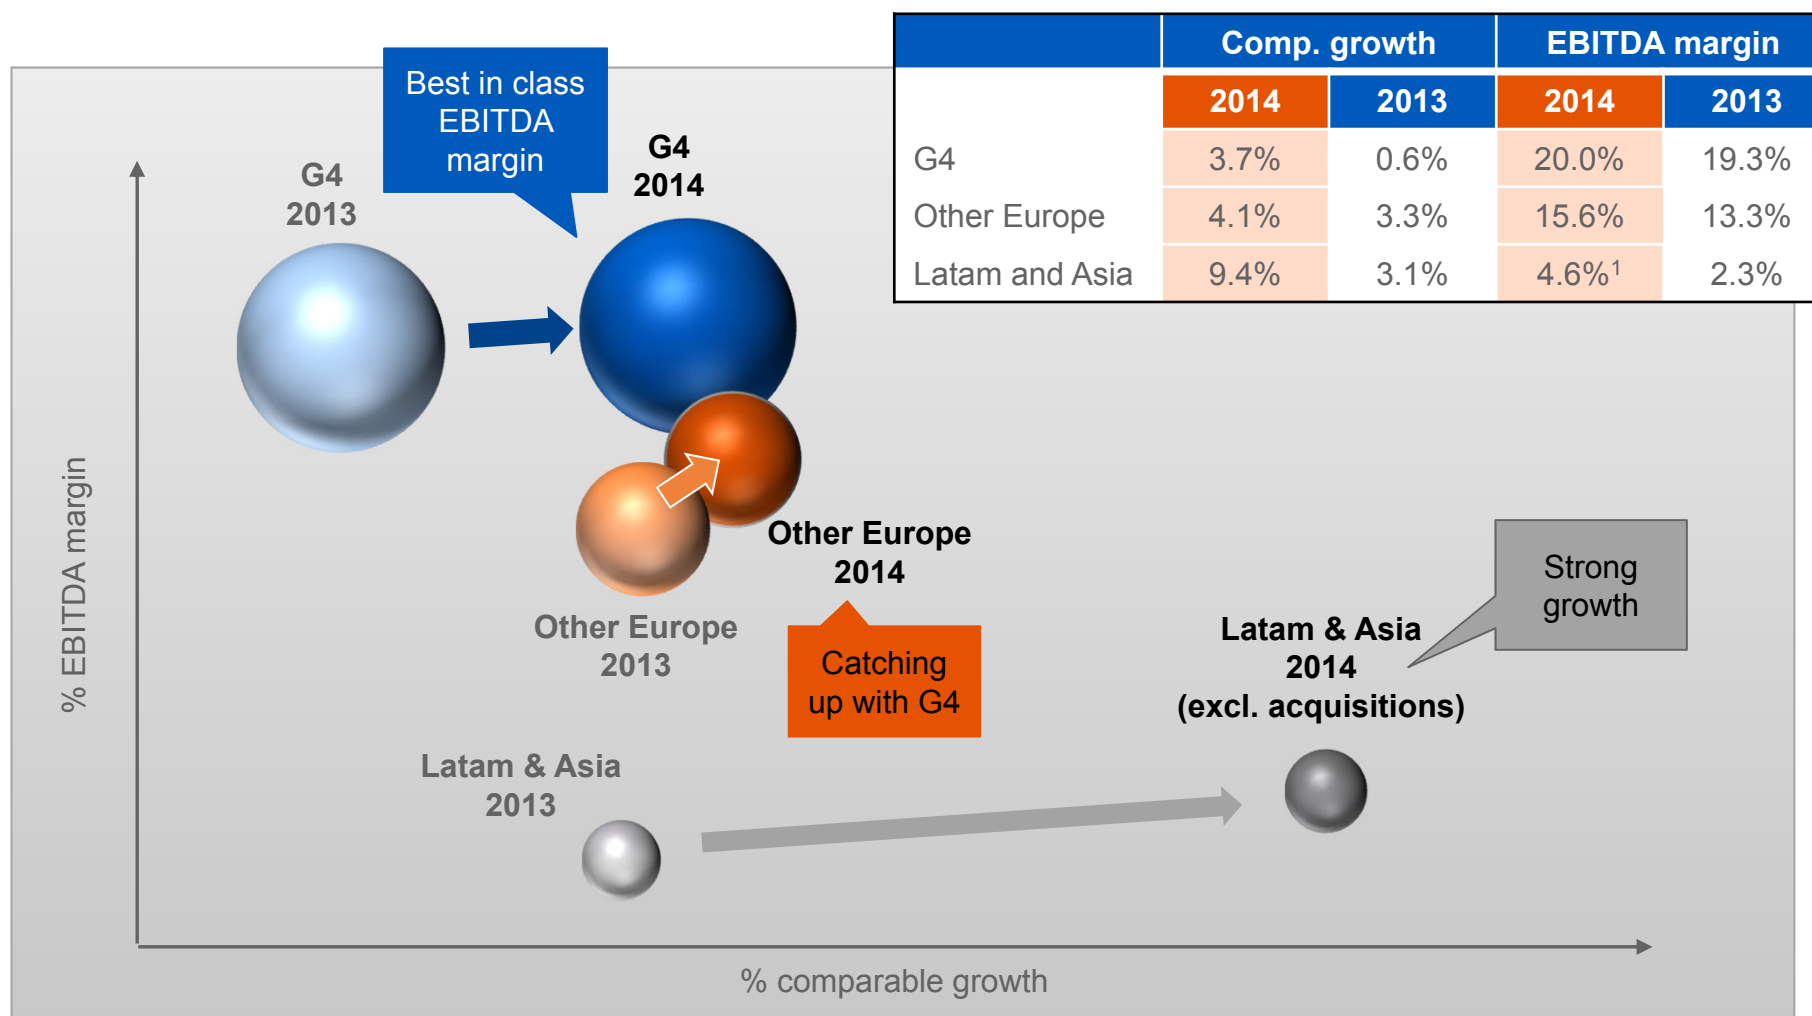 Comp. growth EBITDA margin
2014 2013 2014 2013
G4 3.7% 0.6% 20.0% 19.3%
Other Europe 4.1% 3.3% 15.6% 13.3%
Latam and Asia 9.4% 3.1% 4.6%¹ 2.3%
Best in class
EBITDA
margin
G4
2013
G4
2014
Other Europe
2014
Other Europe
2013
Catching
up with G4
Strong
growth
Latam & Asia
2014
(excl. acquisitions)
Latam & Asia
2013
% EBITDA margin
% comparable growth